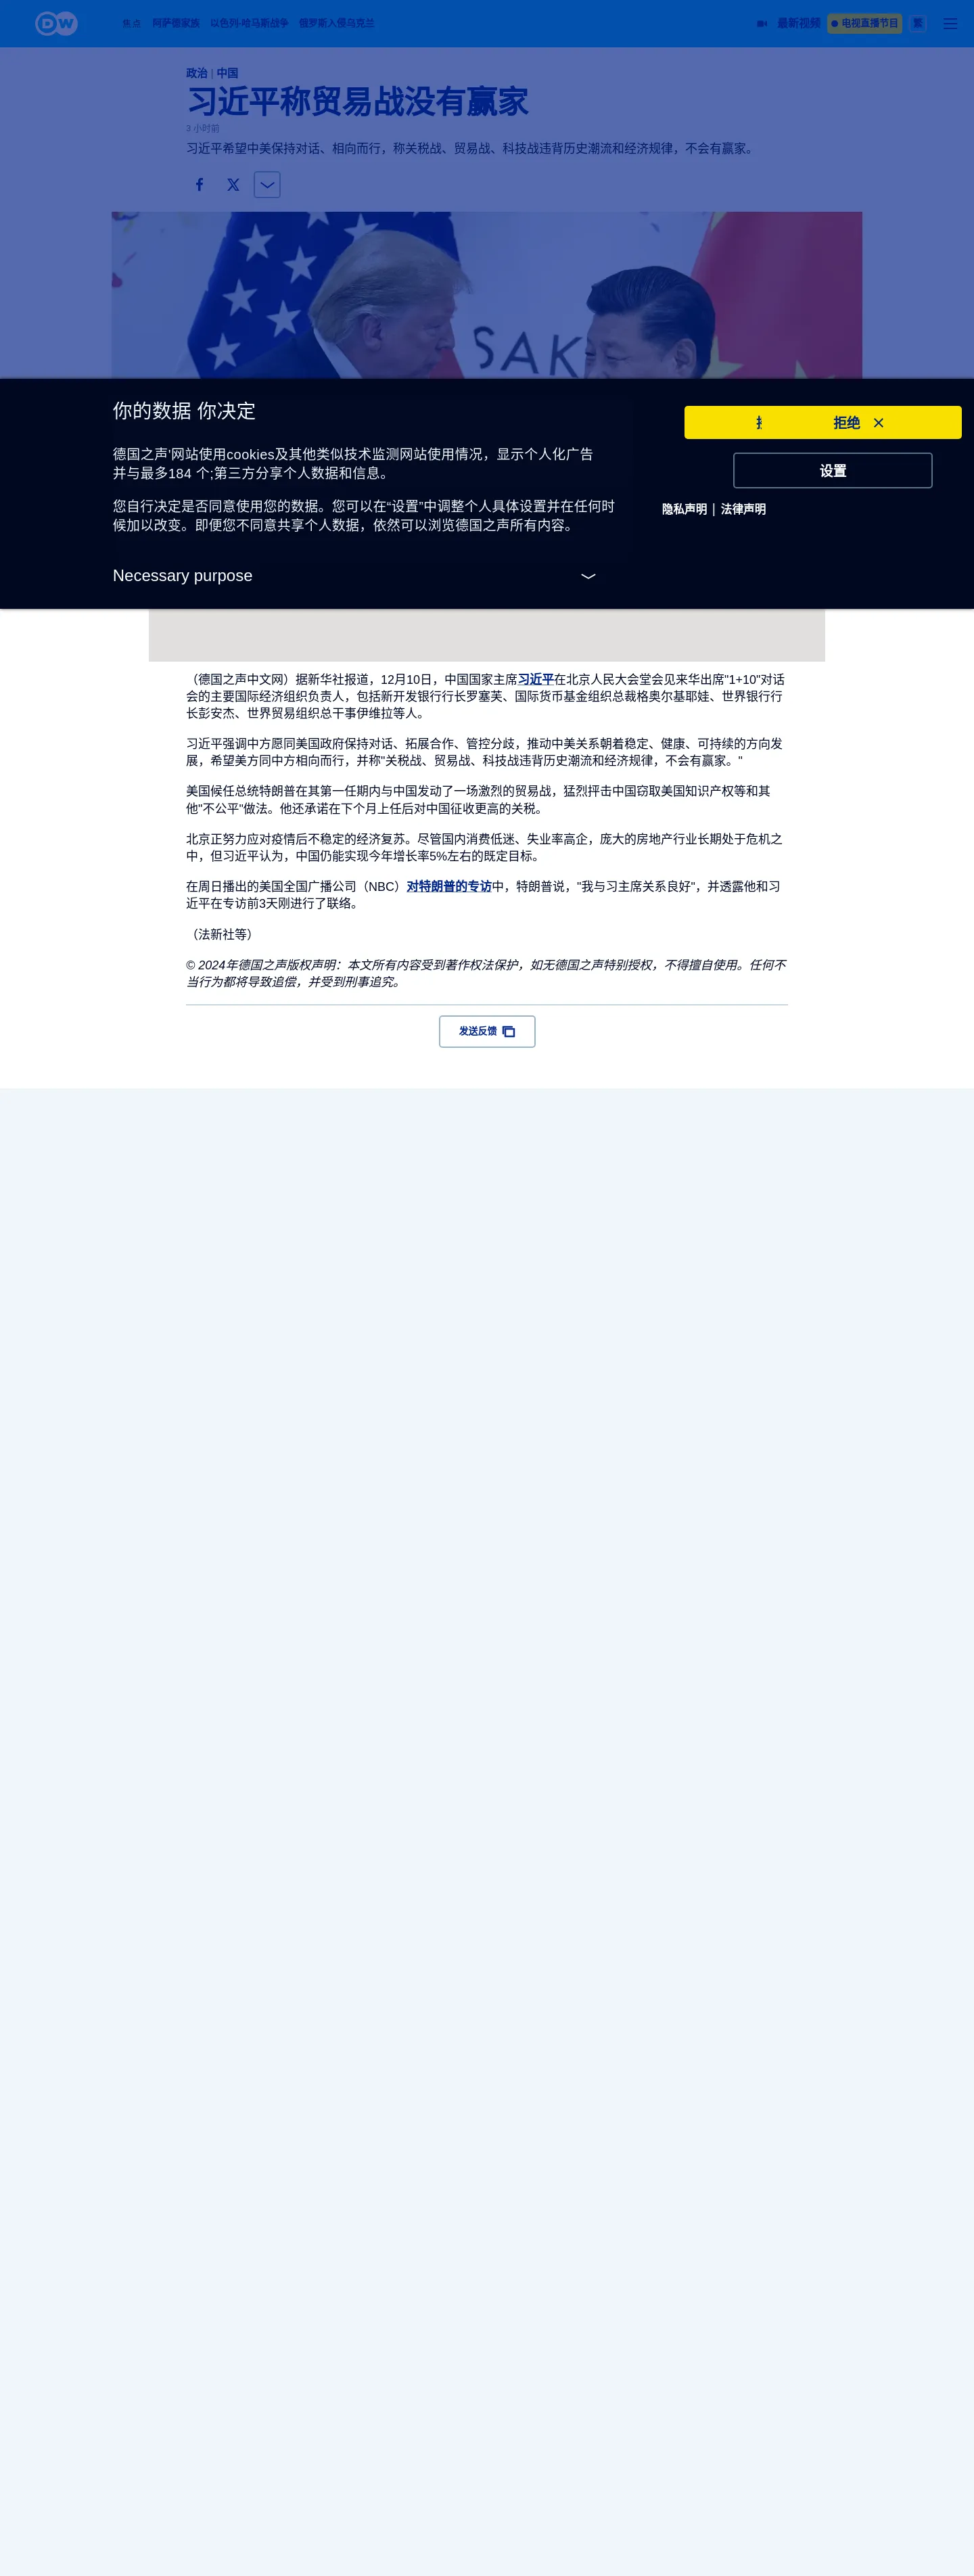 DW
焦点 阿萨德家族 以色列-哈马斯战争 俄罗斯入侵乌克兰
最新视频 电视直播节目 繁
政治 | 中国
习近平称贸易战没有赢家
3 小时前
习近平希望中美保持对话、相向而行，称关税战、贸易战、科技战违背历史潮流和经济规律，不会有赢家。
SAK
你的数据 你决定
德国之声'网站使用cookies及其他类似技术监测网站使用情况，显示个人化广告
并与最多184 个;第三方分享个人数据和信息。
您自行决定是否同意使用您的数据。您可以在“设置”中调整个人具体设置并在任何时
候加以改变。即便您不同意共享个人数据，依然可以浏览德国之声所有内容。
Necessary purpose
拒绝
设置
隐私声明 | 法律声明
（德国之声中文网）据新华社报道，12月10日，中国国家主席习近平在北京人民大会堂会见来华出席"1+10"对话
会的主要国际经济组织负责人，包括新开发银行行长罗塞芙、国际货币基金组织总裁格奥尔基耶娃、世界银行行
长彭安杰、世界贸易组织总干事伊维拉等人。
习近平强调中方愿同美国政府保持对话、拓展合作、管控分歧，推动中美关系朝着稳定、健康、可持续的方向发
展，希望美方同中方相向而行，并称"关税战、贸易战、科技战违背历史潮流和经济规律，不会有赢家。"
美国候任总统特朗普在其第一任期内与中国发动了一场激烈的贸易战，猛烈抨击中国窃取美国知识产权等和其
他"不公平"做法。他还承诺在下个月上任后对中国征收更高的关税。
北京正努力应对疫情后不稳定的经济复苏。尽管国内消费低迷、失业率高企，庞大的房地产行业长期处于危机之
中，但习近平认为，中国仍能实现今年增长率5%左右的既定目标。
在周日播出的美国全国广播公司（NBC）对特朗普的专访中，特朗普说，"我与习主席关系良好"，并透露他和习
近平在专访前3天刚进行了联络。
（法新社等）
© 2024年德国之声版权声明：本文所有内容受到著作权法保护，如无德国之声特别授权，不得擅自使用。任何不
当行为都将导致追偿，并受到刑事追究。
发送反馈